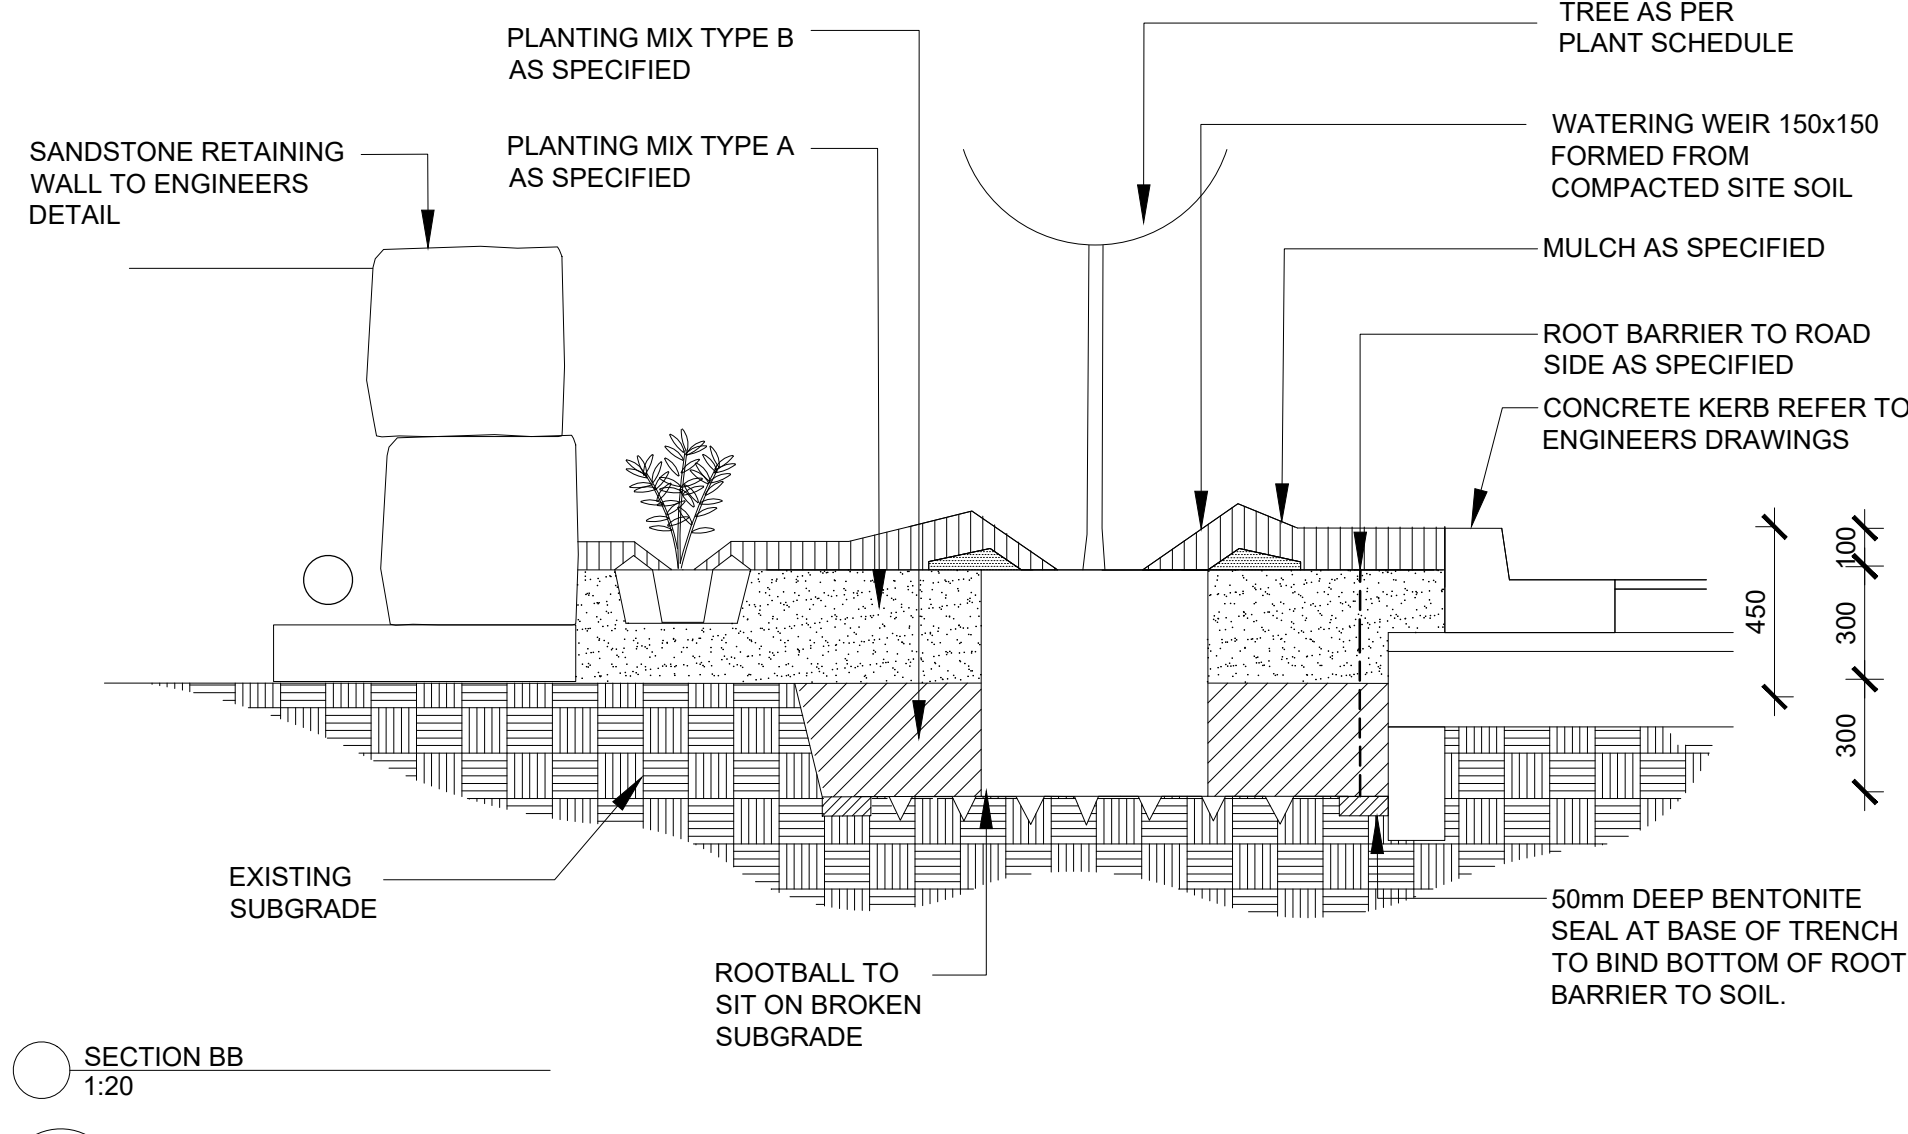 PLANTING MIX TYPE B
AS SPECIFIED
TREE AS PER
PLANT SCHEDULE
SANDSTONE RETAINING
WALL TO ENGINEERS
DETAIL
PLANTING MIX TYPE A
AS SPECIFIED
WATERING WEIR 150x150
FORMED FROM
COMPACTED SITE SOIL
MULCH AS SPECIFIED
ROOT BARRIER TO ROAD
SIDE AS SPECIFIED
CONCRETE KERB REFER TO
ENGINEERS DRAWINGS
450
100
300
300
EXISTING
SUBGRADE
ROOTBALL TO
SIT ON BROKEN
SUBGRADE
50mm DEEP BENTONITE
SEAL AT BASE OF TRENCH
TO BIND BOTTOM OF ROOT
BARRIER TO SOIL.
SECTION BB
1:20